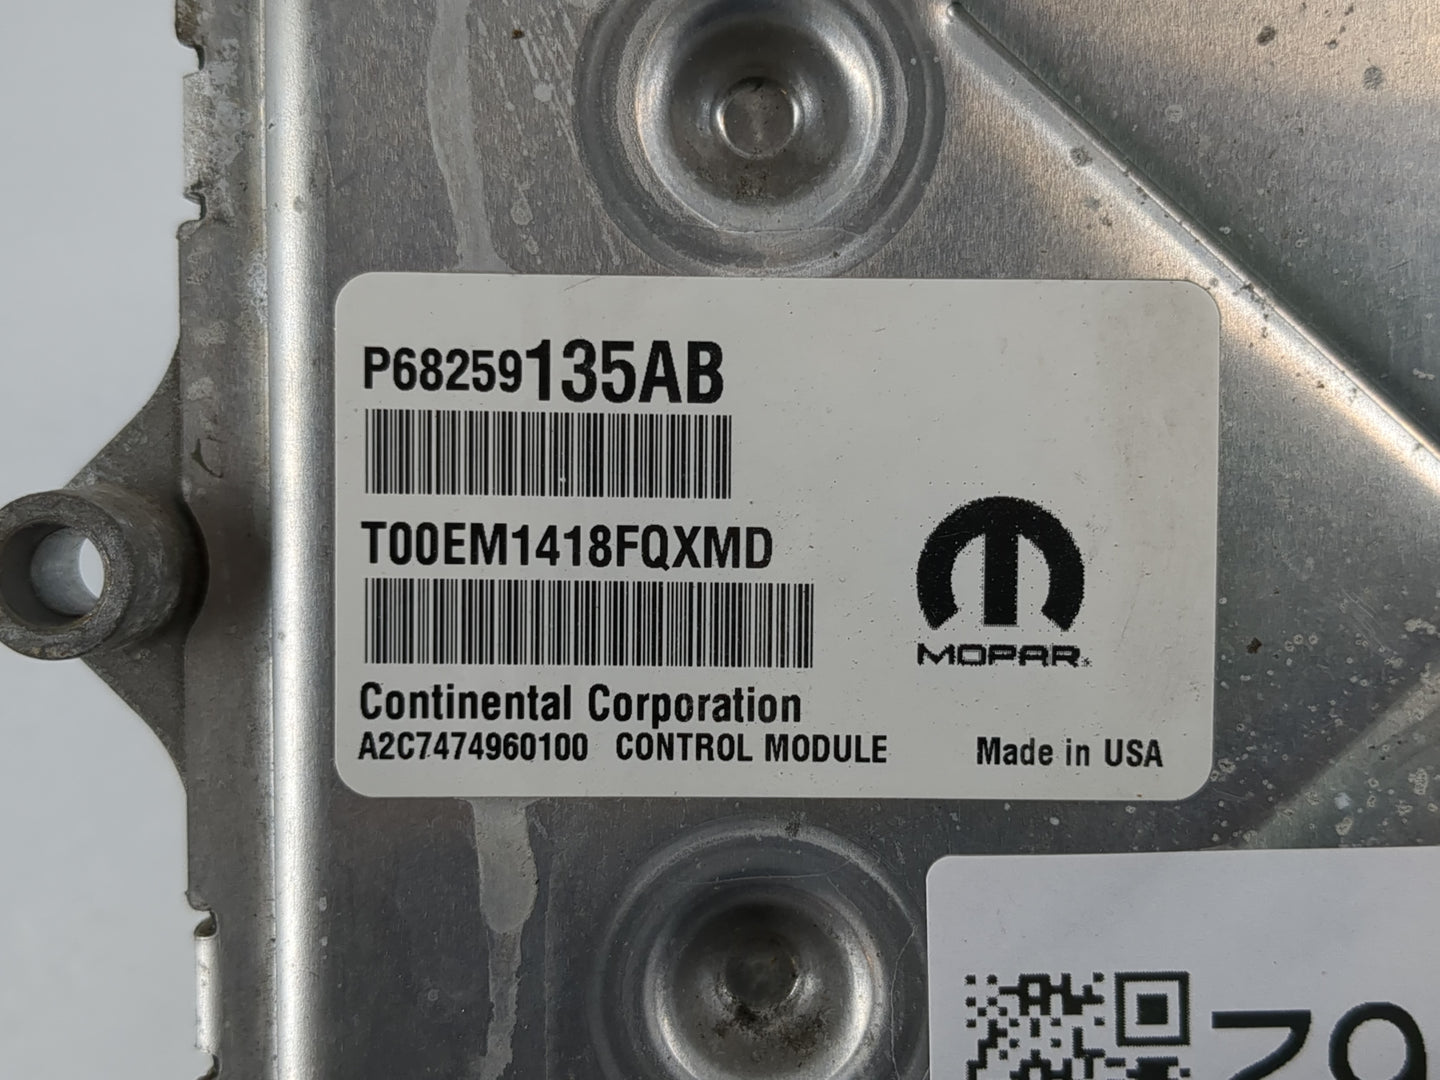 P68259135AB
T00EM1418FQXMD
MOPAR
Continental Corporation
A2C7474960100 CONTROL MODULE Made in USA